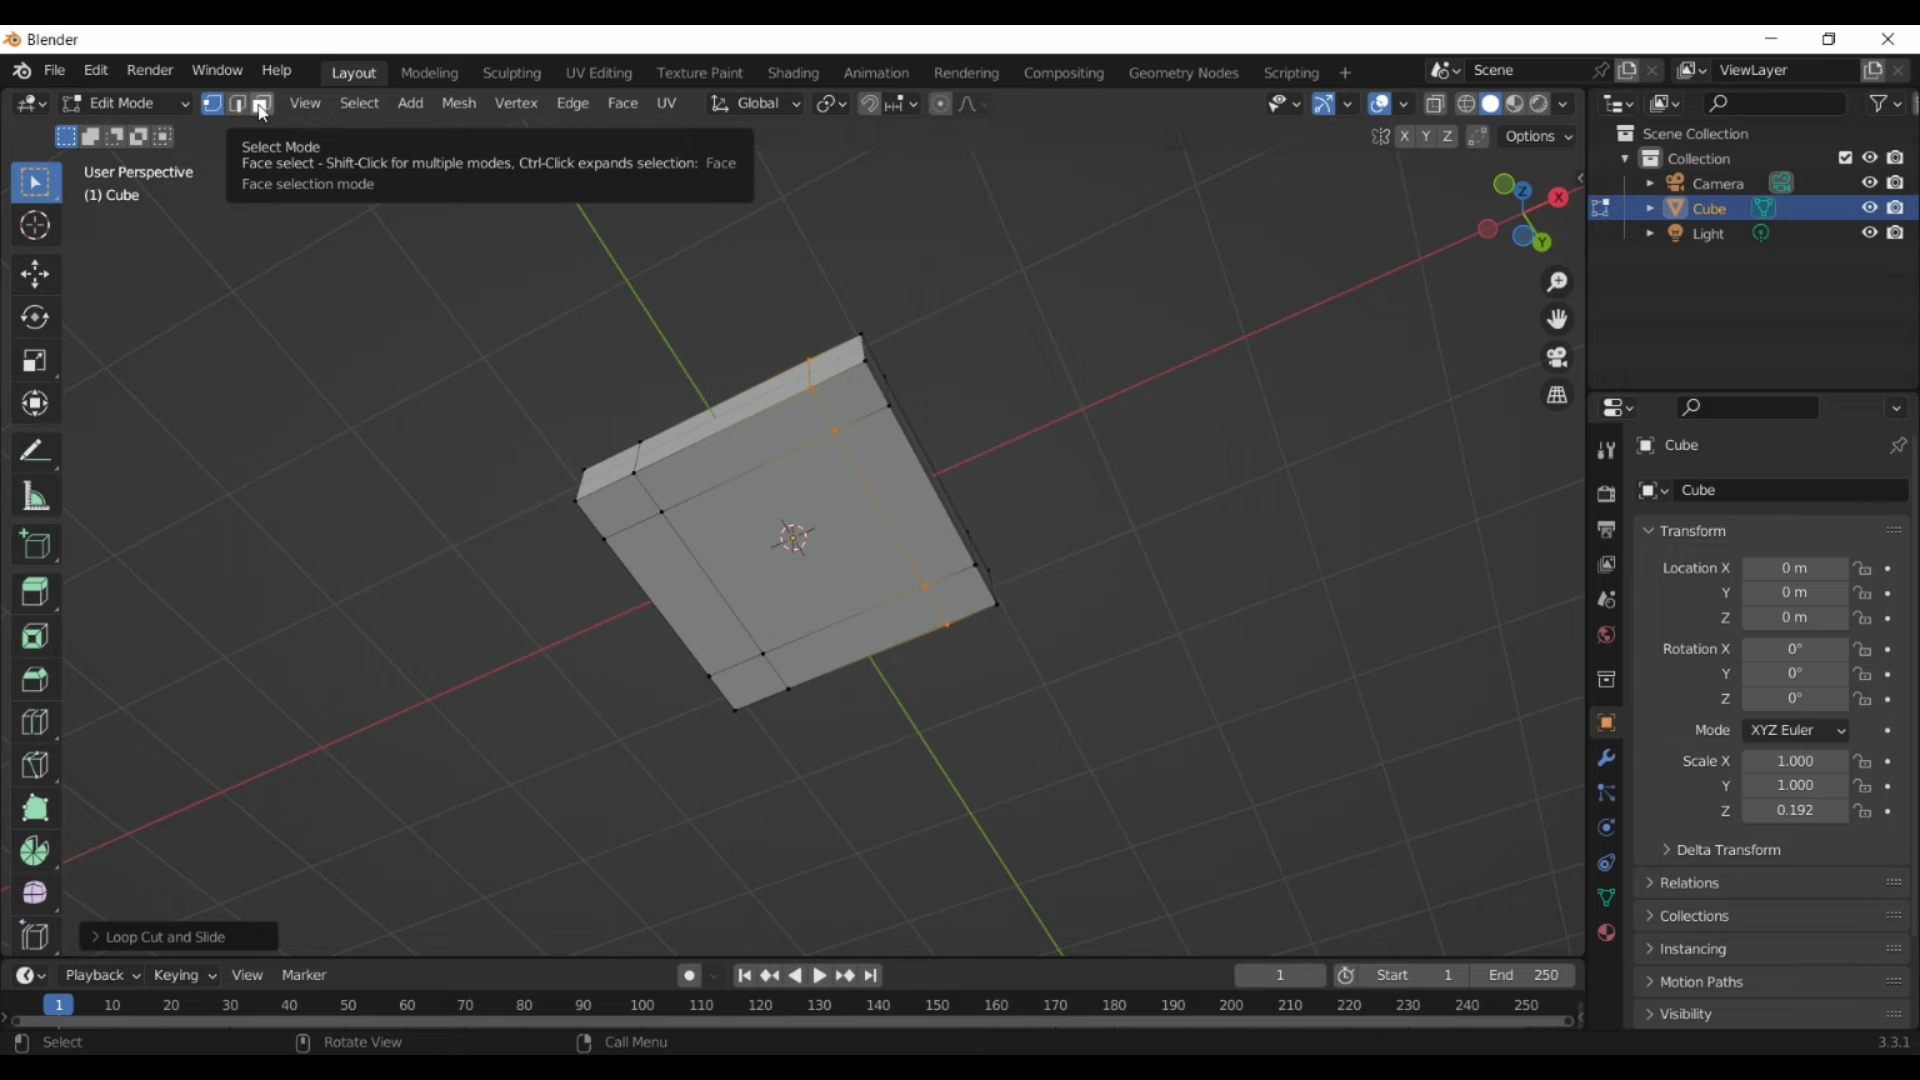 Blender
File Edit Render Window Help Layout Modeling Sculpting UV Editing Texture Paint Shading Animation Rendering Compositing Geometry Nodes Scripting + Scene ViewLayer
Edit Mode View Select Add Mesh Vertex Edge Face UV Global
X Y Z Options
Select Mode
Face select - Shift-Click for multiple modes, Ctrl-Click expands selection: Face
Face selection mode
User Perspective
(1) Cube
Z
X
Y
Scene Collection
Collection
Camera
Cube
Light
Cube
Cube
Transform
Location X 0 m
Y 0 m
Z 0 m
Rotation X 0°
Y 0°
Z 0°
Mode XYZ Euler
Scale X 1.000
Y 1.000
Z 0.192
Delta Transform
Relations
Collections
Instancing
Motion Paths
Visibility
Loop Cut and Slide
Playback Keying View Marker 1 Start 1 End 250
1 10 20 30 40 50 60 70 80 90 100 110 120 130 140 150 160 170 180 190 200 210 220 230 240 250
Select Rotate View Call Menu 3.3.1